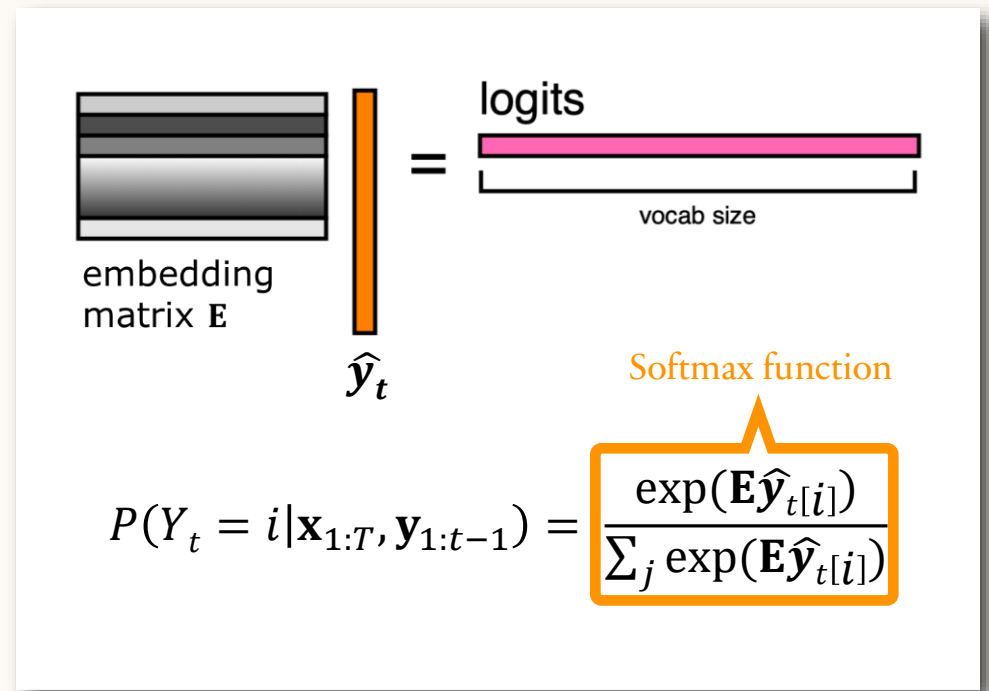 logits
=
vocab size
embedding
matrix E
ŷₜ
Softmax function
P(Yₜ = i|x₁:T, y₁:t−1) = exp(Eŷₜ[i]) / ∑ⱼ exp(Eŷₜ[i])